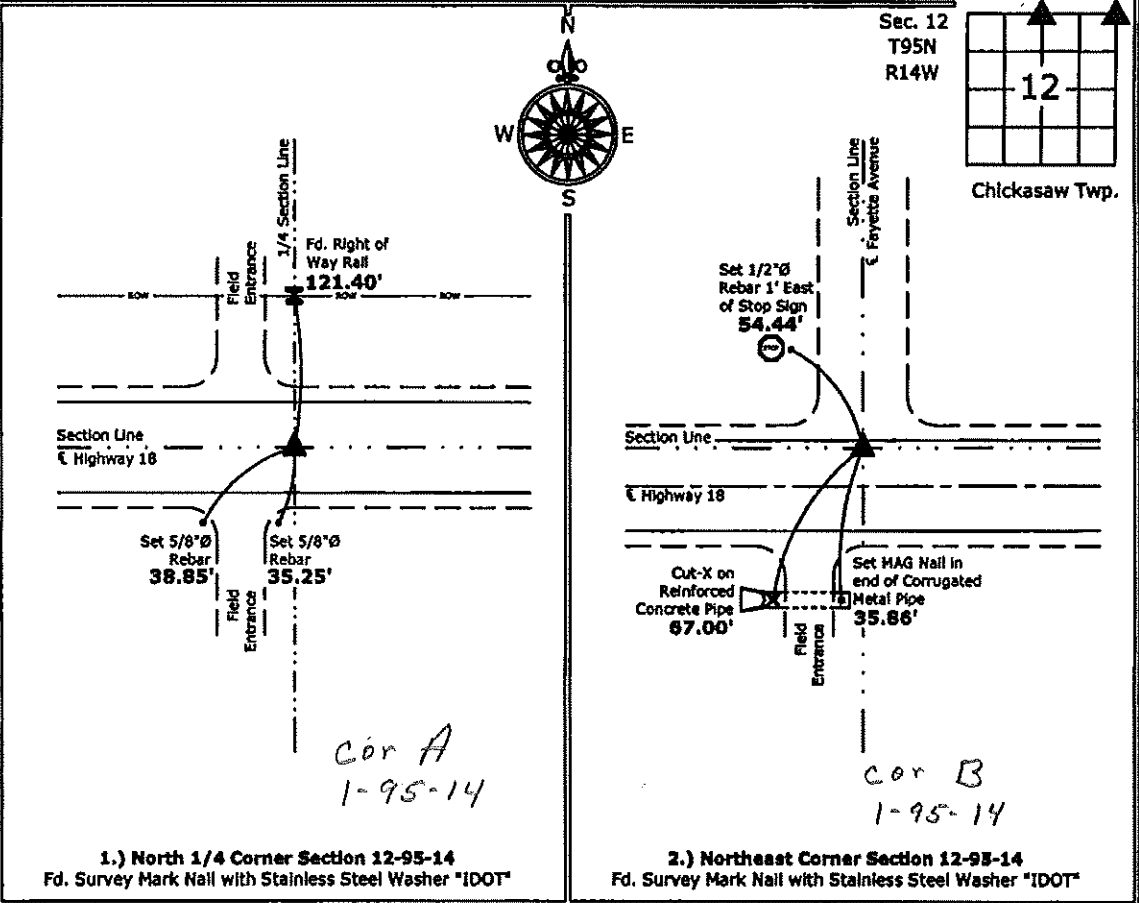 N
W
E
S
Sec. 12
T95N
R14W
12
Chickasaw Twp.
1/4 Section Line
Fd. Right of
Way Rail
121.40'
Field
Entrance
ROW
ROW
ROW
Section Line
℄ Highway 18
Set 5/8"Ø
Rebar
38.85'
Set 5/8"Ø
Rebar
35.25'
Field
Entrance
Cor A
1-95-14
1.) North 1/4 Corner Section 12-95-14
Fd. Survey Mark Nail with Stainless Steel Washer "IDOT"
Section Line
℄ Fayette Avenue
Set 1/2"Ø
Rebar 1' East
of Stop Sign
54.44'
STOP
Section Line
℄ Highway 18
Cut-X on
Reinforced
Concrete Pipe
67.00'
Set MAG Nail in
end of Corrugated
Metal Pipe
35.86'
Field
Entrance
cor B
1-95-14
2.) Northeast Corner Section 12-95-14
Fd. Survey Mark Nail with Stainless Steel Washer "IDOT"